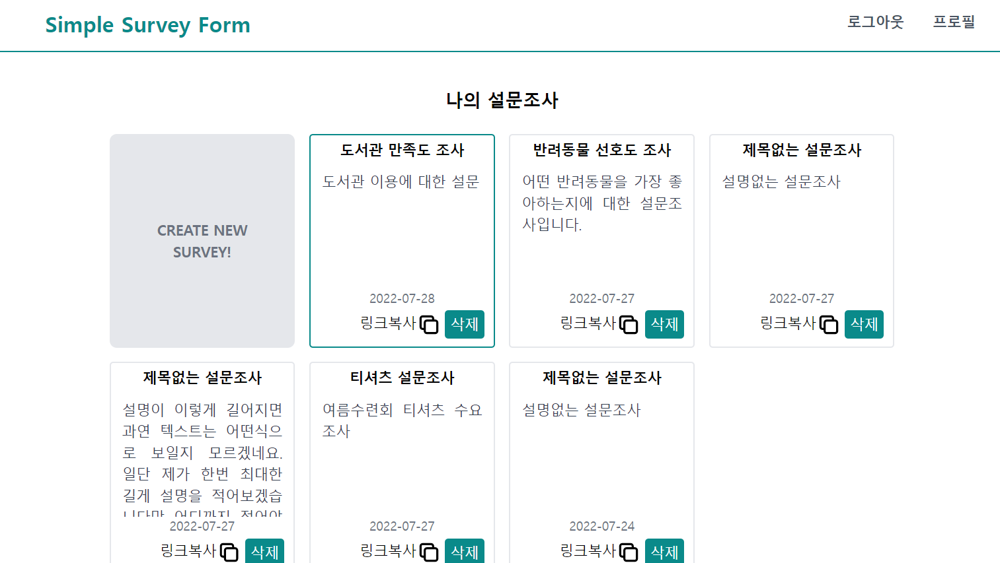 Simple Survey Form
로그아웃 프로필
나의 설문조사
CREATE NEW
SURVEY!
도서관 만족도 조사
도서관 이용에 대한 설문
2022-07-28
링크복사 삭제
반려동물 선호도 조사
어떤 반려동물을 가장 좋
아하는지에 대한 설문조
사입니다.
2022-07-27
링크복사 삭제
제목없는 설문조사
설명없는 설문조사
2022-07-27
링크복사 삭제
제목없는 설문조사
설명이 이렇게 길어지면
과연 텍스트는 어떤식으
로 보일지 모르겠네요.
일단 제가 한번 최대한
길게 설명을 적어보겠습
니다만 어디까지 적어야
2022-07-27
링크복사 삭제
티셔츠 설문조사
여름수련회 티셔츠 수요
조사
2022-07-27
링크복사 삭제
제목없는 설문조사
설명없는 설문조사
2022-07-24
링크복사 삭제